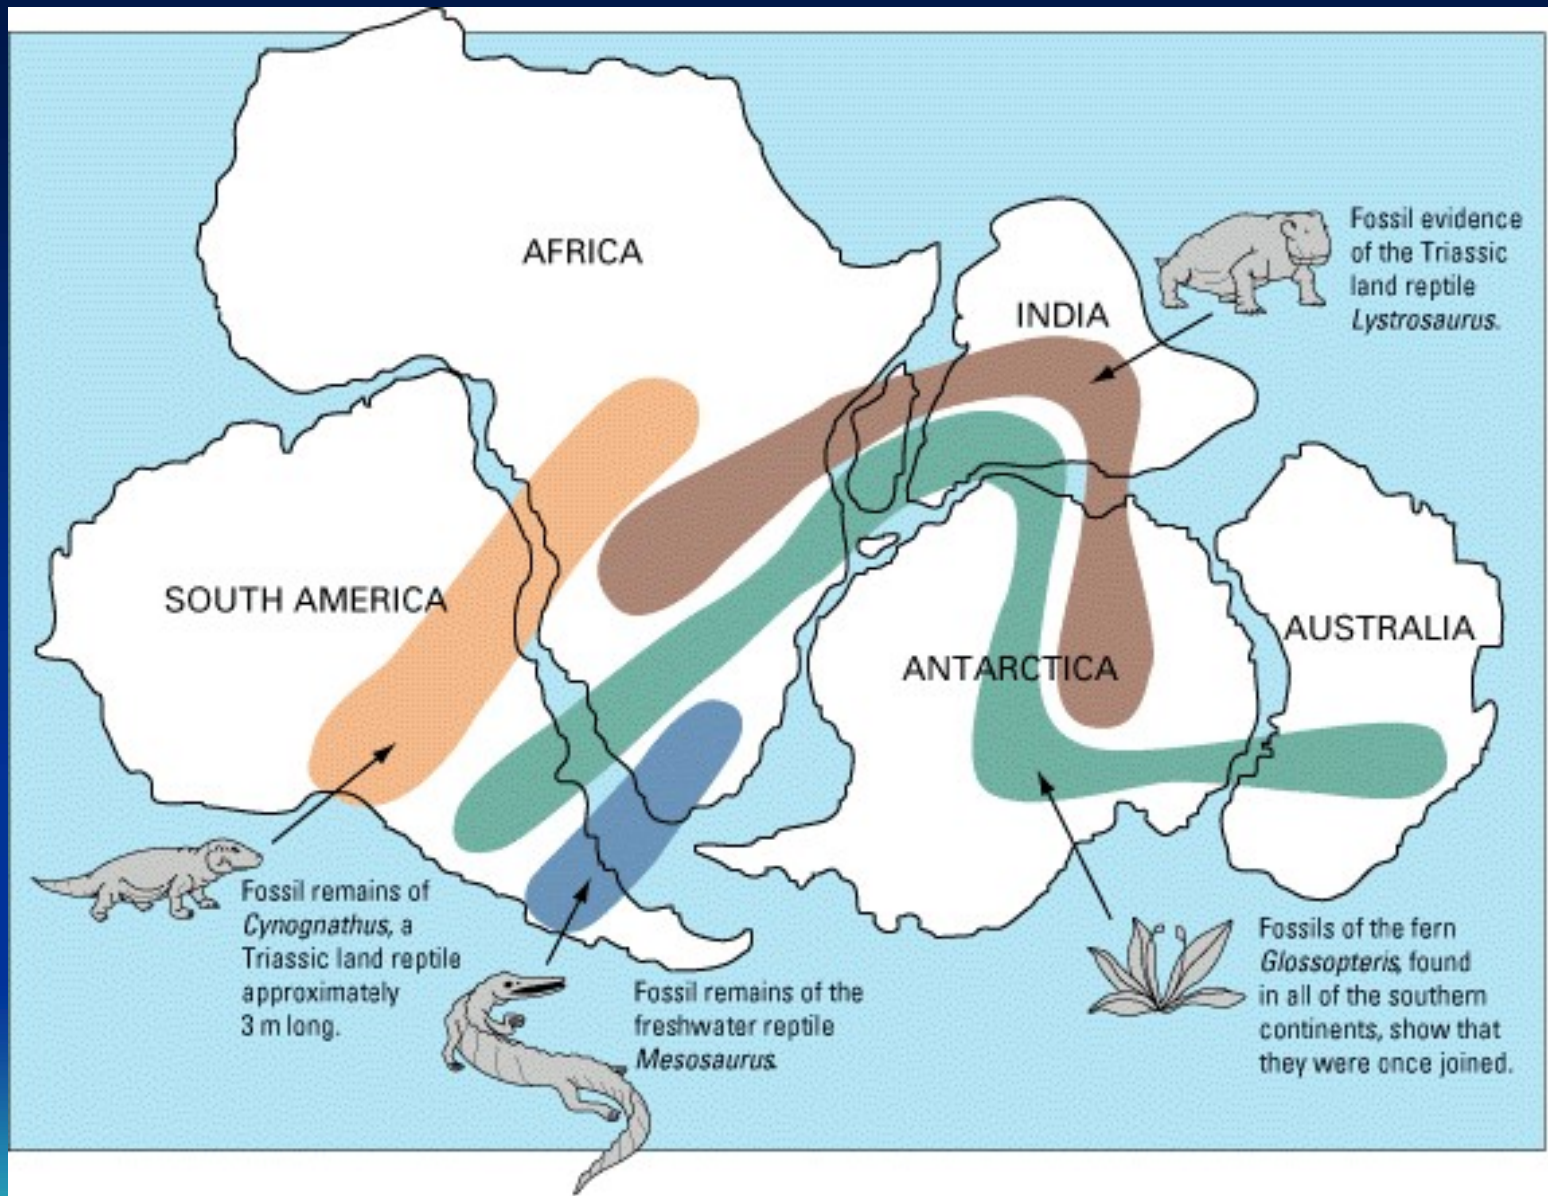 AFRICA
INDIA
Fossil evidence
of the Triassic
land reptile
Lystrosaurus.
SOUTH AMERICA
ANTARCTICA
AUSTRALIA
Fossil remains of
Cynognathus, a
Triassic land reptile
approximately
3 m long.
Fossil remains of the
freshwater reptile
Mesosaurus.
Fossils of the fern
Glossopteris, found
in all of the southern
continents, show that
they were once joined.